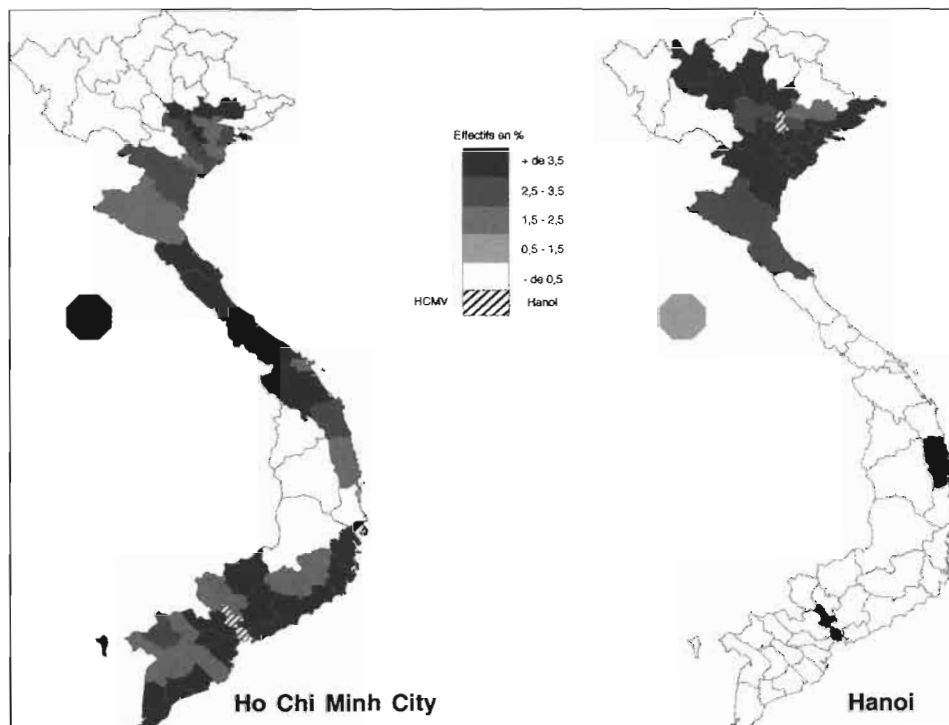 Effectifs en %
+ de 3,5
2,5 - 3,5
1,5 - 2,5
0,5 - 1,5
- de 0,5
HCMV Hanoi
Ho Chi Minh City
Hanoi